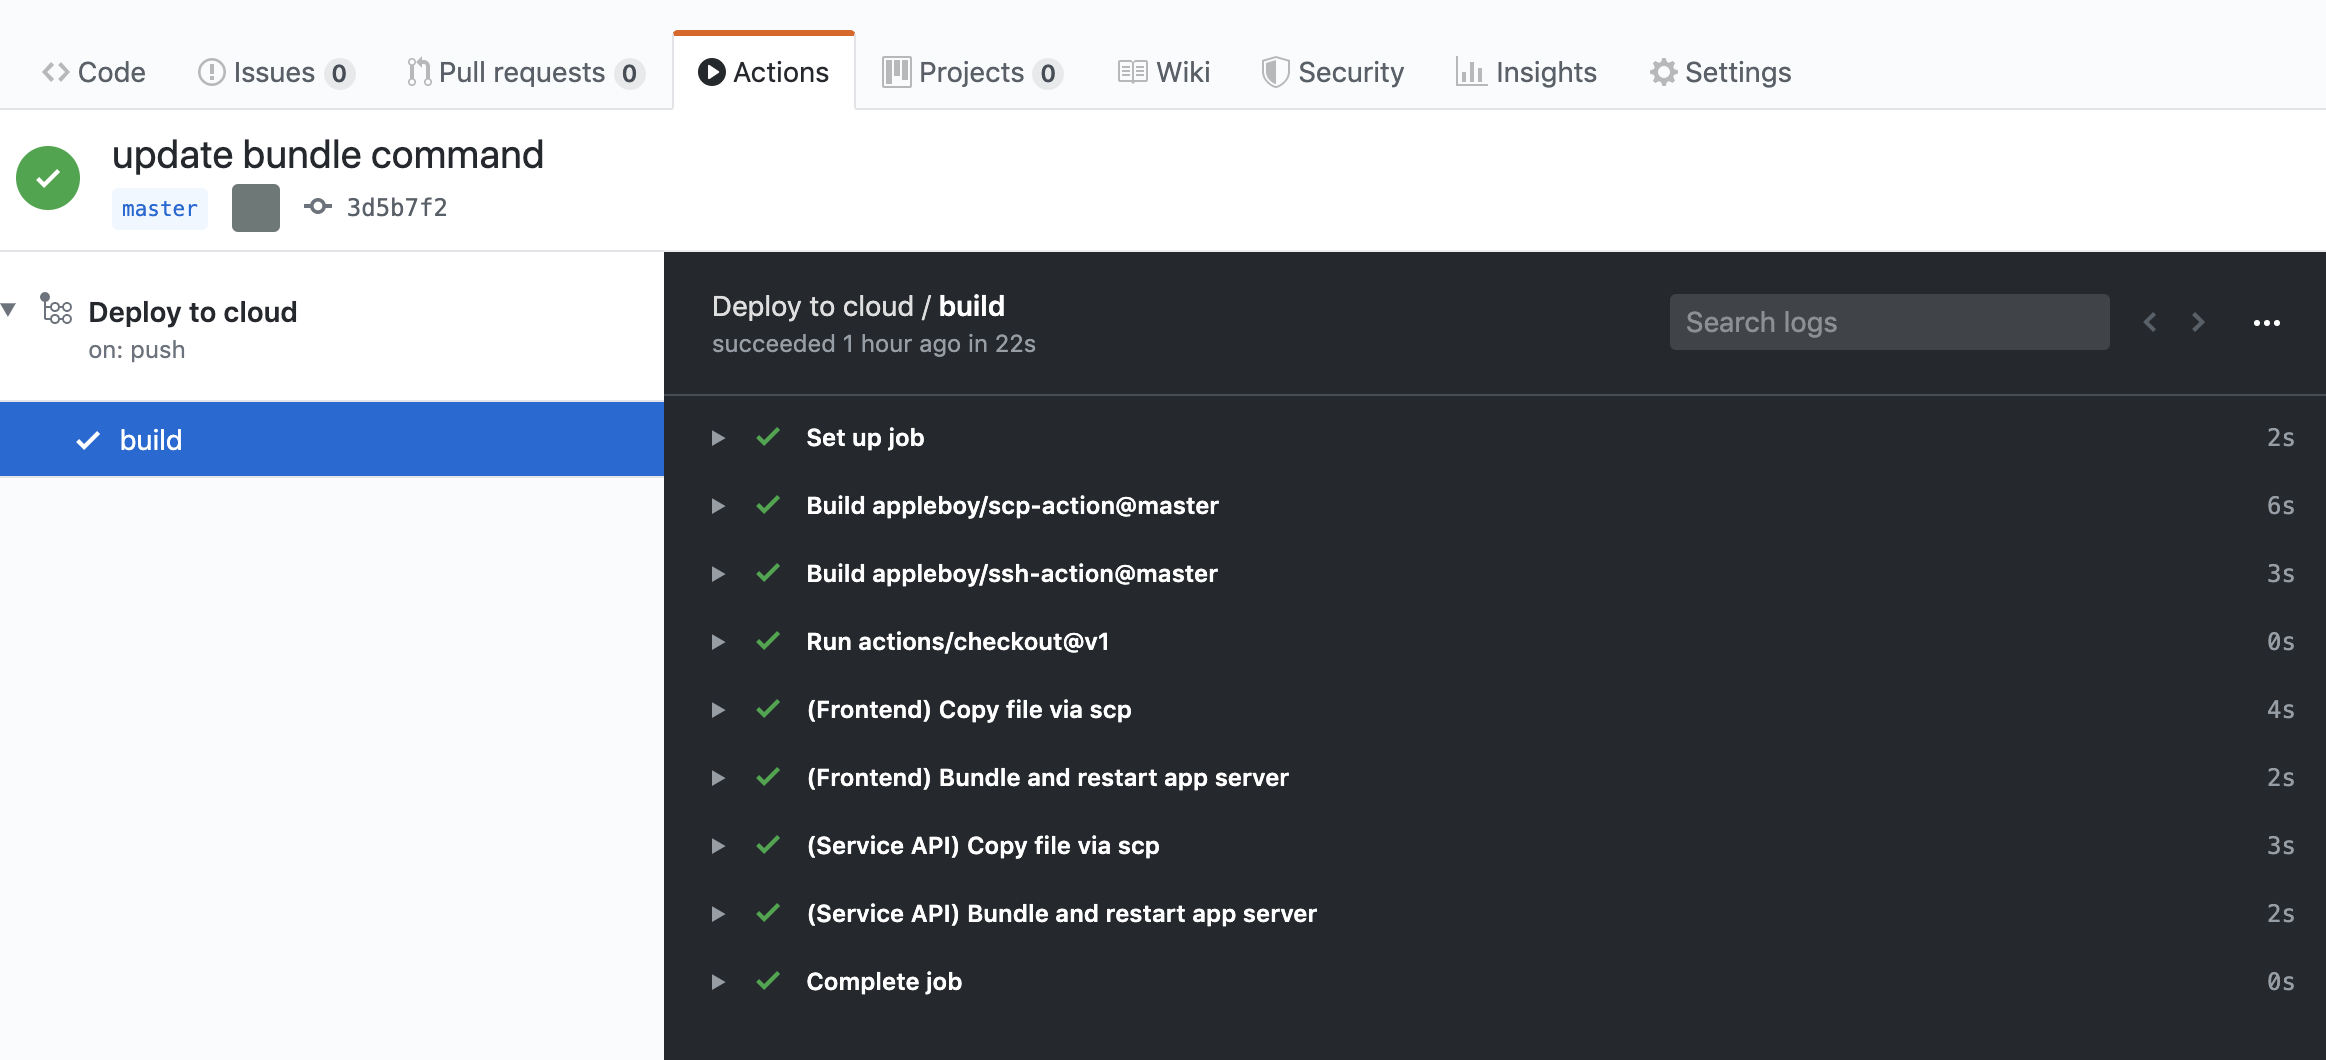 Code Issues 0 Pull requests 0 Actions Projects 0 Wiki Security Insights Settings
update bundle command
master 3d5b7f2
Deploy to cloud
on: push
build
Deploy to cloud / build
succeeded 1 hour ago in 22s
Search logs
Set up job 2s
Build appleboy/scp-action@master 6s
Build appleboy/ssh-action@master 3s
Run actions/checkout@v1 0s
(Frontend) Copy file via scp 4s
(Frontend) Bundle and restart app server 2s
(Service API) Copy file via scp 3s
(Service API) Bundle and restart app server 2s
Complete job 0s